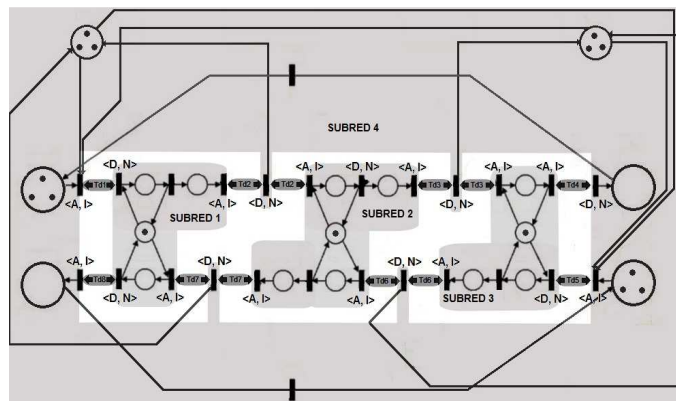 SUBRED 4
<D, N> <A, I> <D, N> <A, I> <A, I> <A, I>
Td1 Td2 Td2 Td3 Td3 Td4
<A, I> <D, N> <D, N> <D, N>
SUBRED 1 SUBRED 2
<A, I> <D, N> <D, N> <A, I>
Td8 Td7 Td7 Td6 Td6 Td5
<D, N> <A, I> <A, I> <A, I> SUBRED 3 <D, N> <A, I>